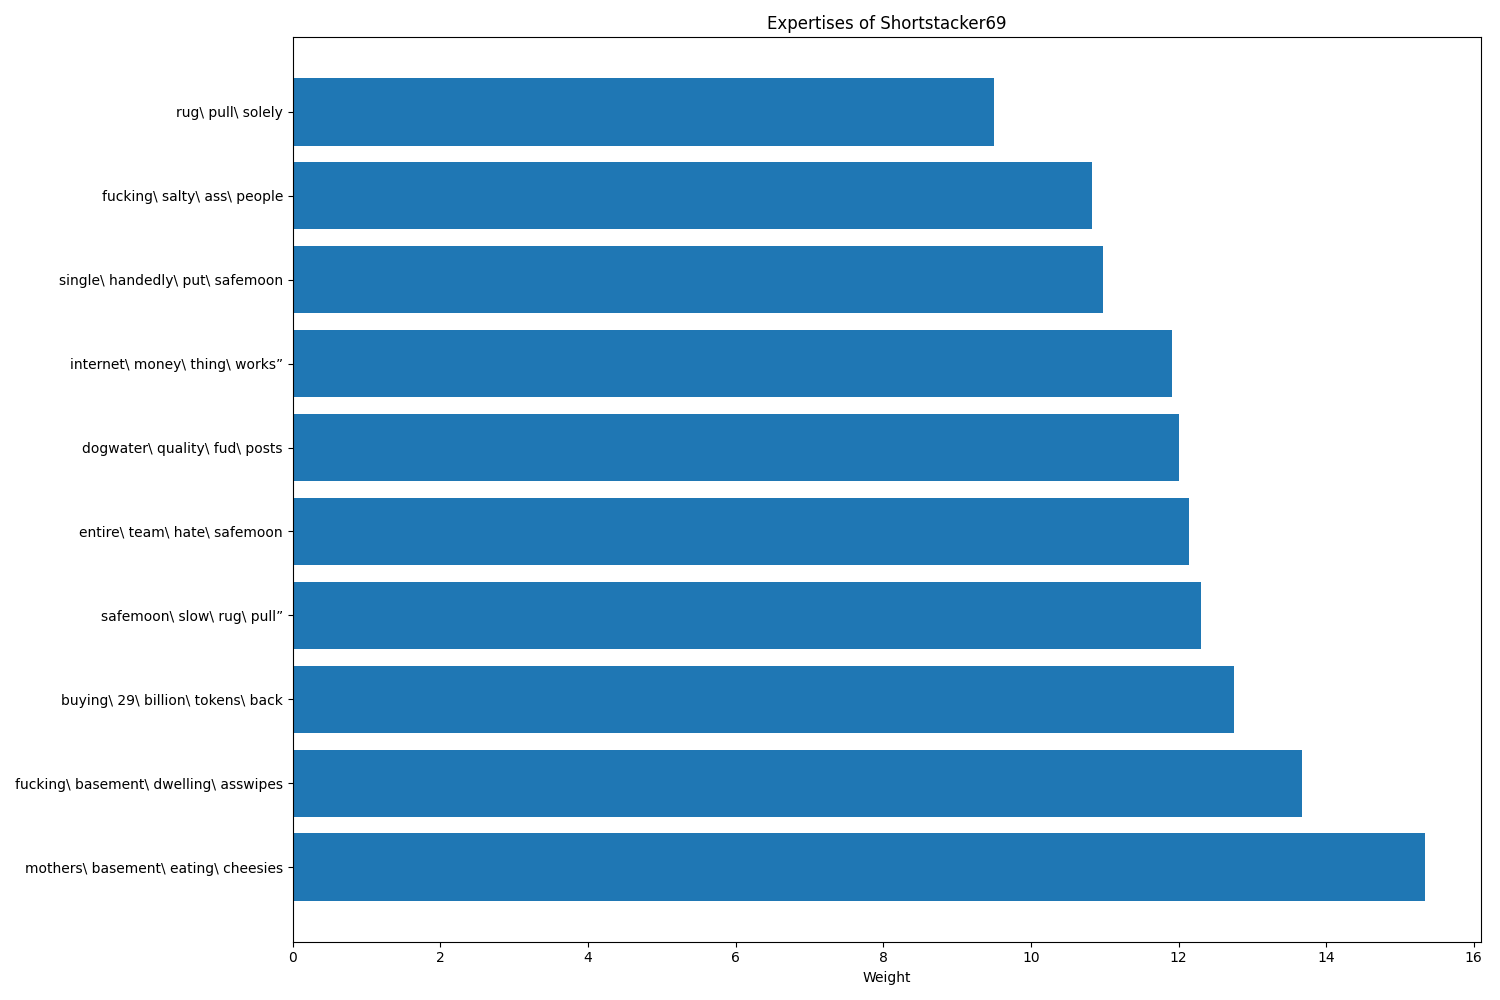 Expertises of Shortstacker69
rug\ pull\ solely
fucking\ salty\ ass\ people
single\ handedly\ put\ safemoon
internet\ money\ thing\ works”
dogwater\ quality\ fud\ posts
entire\ team\ hate\ safemoon
safemoon\ slow\ rug\ pull”
buying\ 29\ billion\ tokens\ back
fucking\ basement\ dwelling\ asswipes
mothers\ basement\ eating\ cheesies
0 2 4 6 8 10 12 14 16
Weight